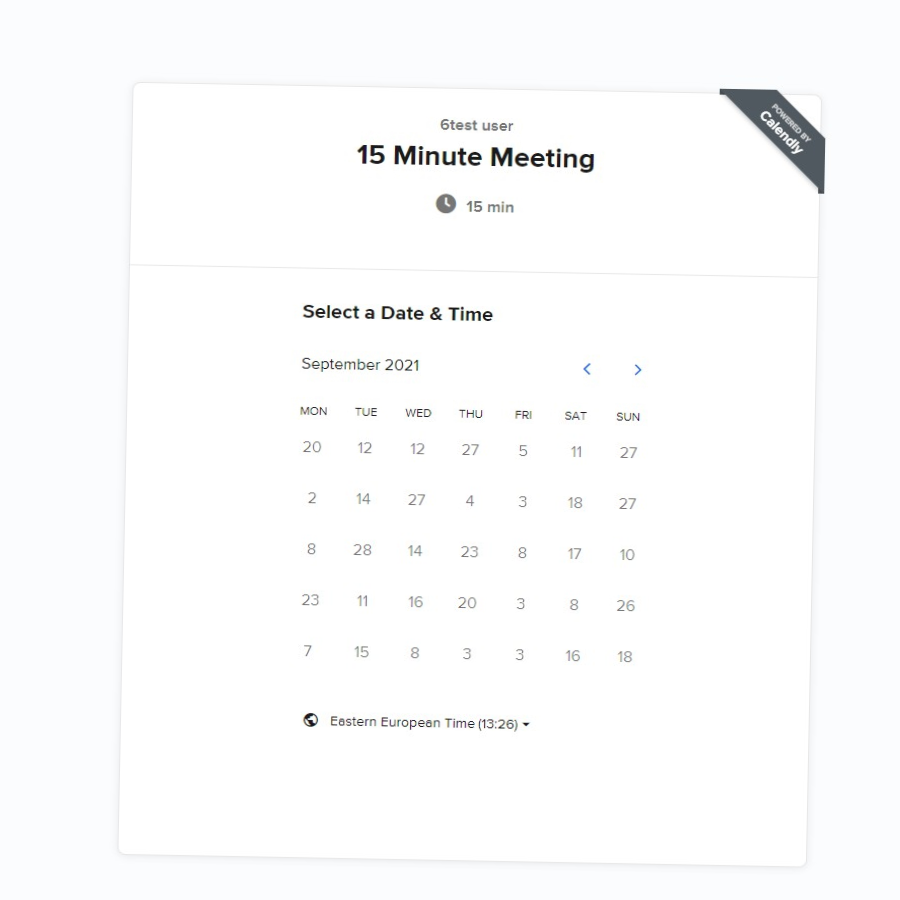 POWERED BY
Calendly
6test user
15 Minute Meeting
15 min
Select a Date & Time
September 2021
MON TUE WED THU FRI SAT SUN
20 12 12 27 5 11 27
2 14 27 4 3 18 27
8 28 14 23 8 17 10
23 11 16 20 3 8 26
7 15 8 3 3 16 18
Eastern European Time (13:26)